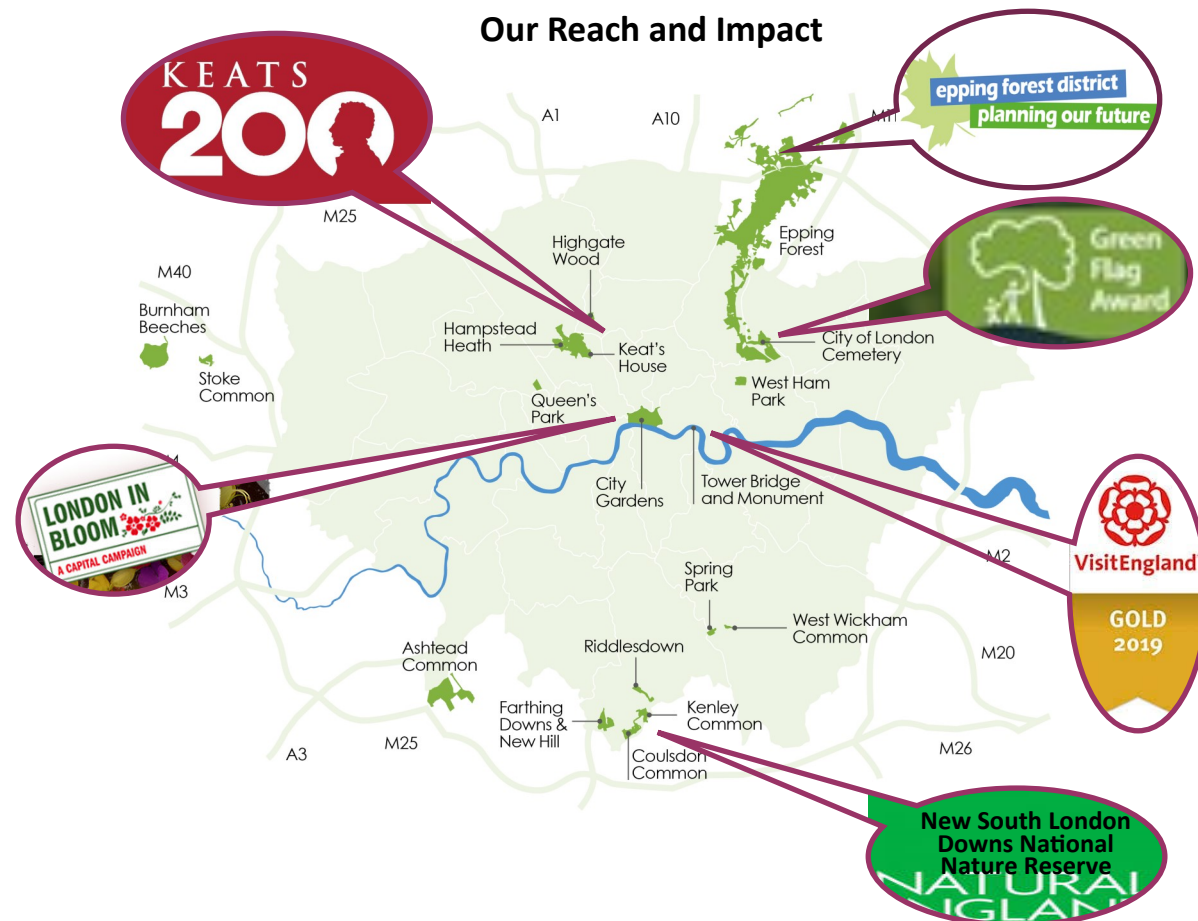 Our Reach and Impact
KEATS
200
epping forest district
planning our future
A1
A10
M11
M25
Highgate
Wood
Epping
Forest
Green
Flag
Award
M40
Burnham
Beeches
Stoke
Common
Hampstead
Heath
Keat's
House
City of London
Cemetery
Queen's
Park
West Ham
Park
LONDON IN
BLOOM
A CAPITAL CAMPAIGN
City
Gardens
Tower Bridge
and Monument
VisitEngland
GOLD
2019
M2
M3
Spring
Park
West Wickham
Common
Ashtead
Common
Riddlesdown
M20
Farthing
Downs &
New Hill
Kenley
Common
Coulsdon
Common
A3
M25
M26
New South London
Downs National
Nature Reserve
NATURAL
ENGLAND